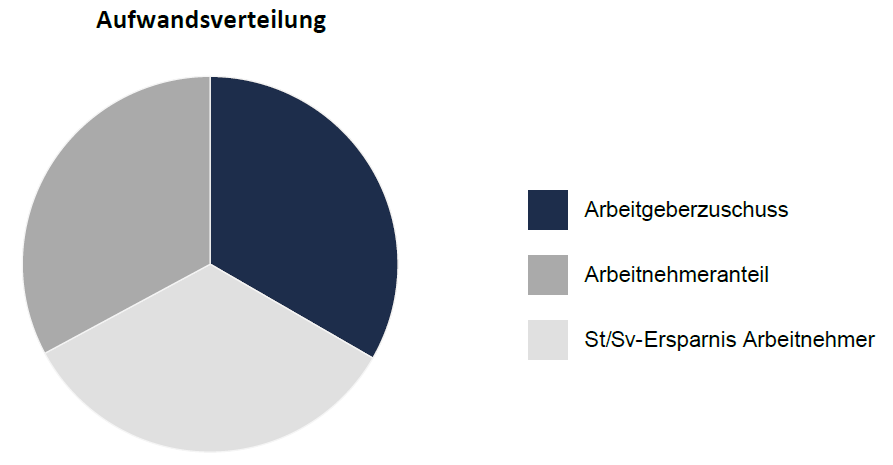 Aufwandsverteilung
Arbeitgeberzuschuss
Arbeitnehmeranteil
St/Sv-Ersparnis Arbeitnehmer